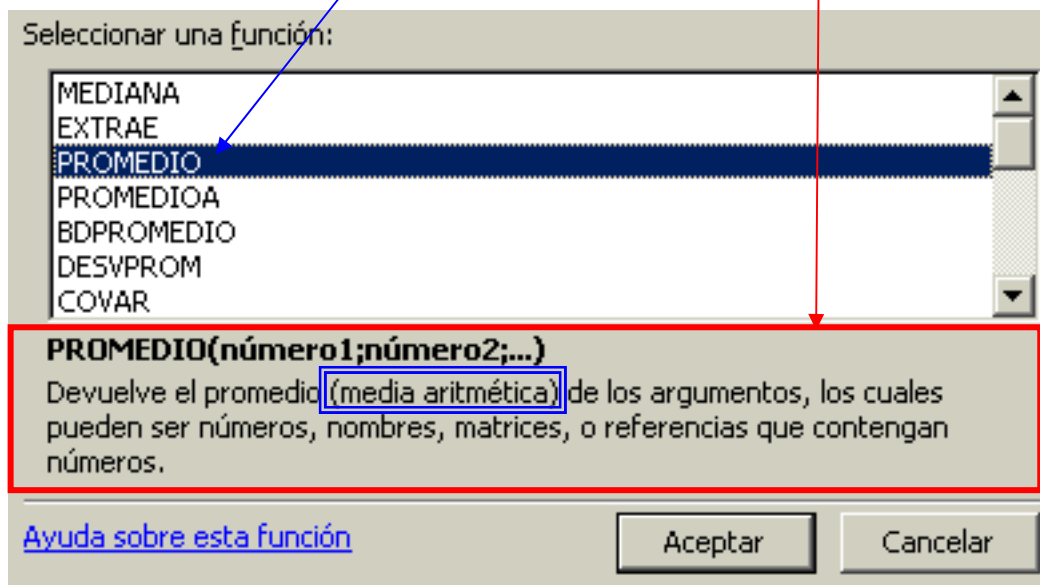 Seleccionar una función:
MEDIANA
EXTRAE
PROMEDIO
PROMEDIOA
BDPROMEDIO
DESVPROM
COVAR
PROMEDIO(número1;número2;...)
Devuelve el promedio (media aritmética) de los argumentos, los cuales
pueden ser números, nombres, matrices, o referencias que contengan
números.
Ayuda sobre esta función
Aceptar
Cancelar